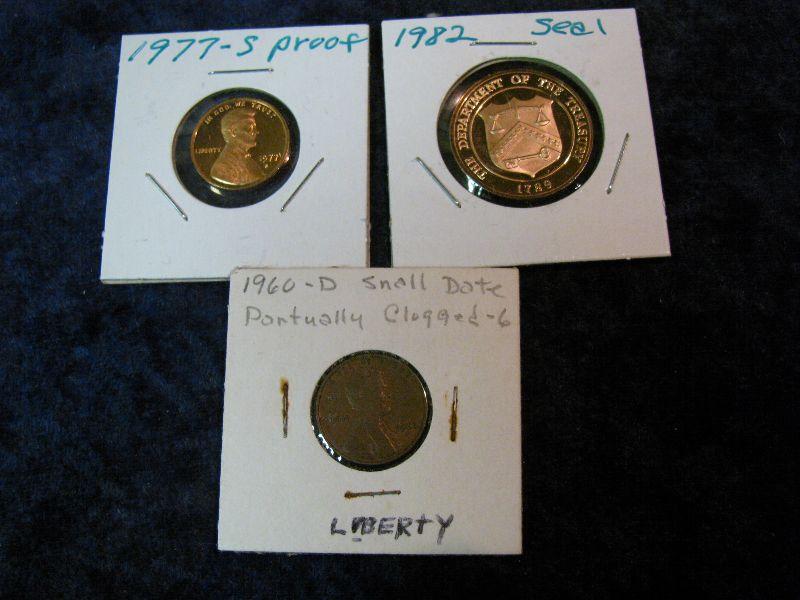 1977-S proof
IN GOD WE TRUST
LIBERTY
1977
S
1982 Seal
THE DEPARTMENT OF THE TREASURY
1789
1960-D Small Date
Partually Clogged-6
LIBERTY